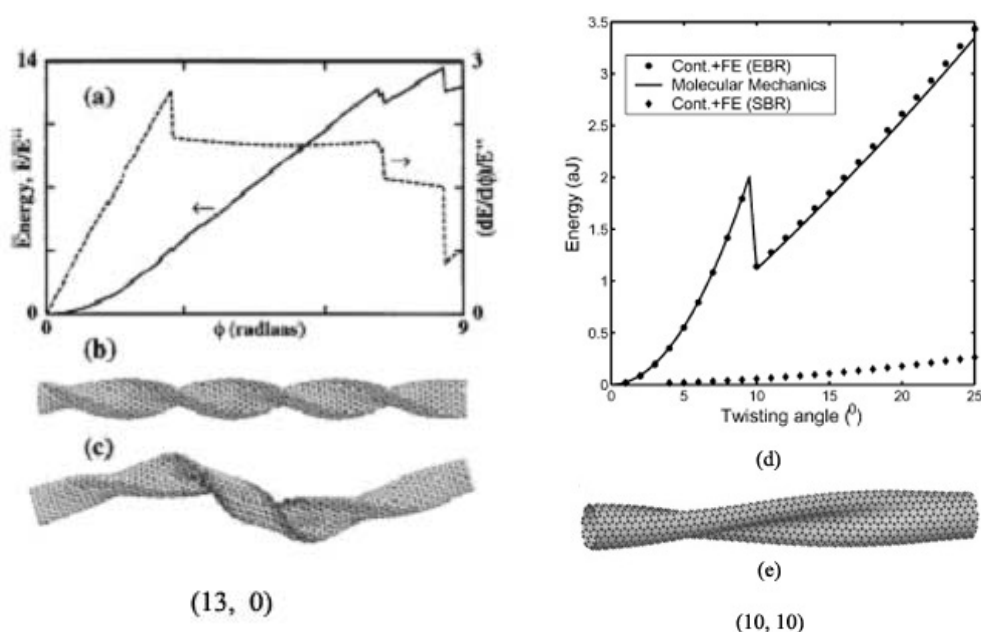 14
3
(a)
Energy, E/E'''
(dE/dϕ)/E''
0
0
0
ϕ (radians)
9
(b)
(c)
(13, 0)
3.5
3
2.5
2
1.5
1
0.5
0
Cont.+FE (EBR)
Molecular Mechanics
Cont.+FE (SBR)
Energy (aJ)
0 5 10 15 20 25
Twisting angle (⁰)
(d)
(e)
(10, 10)